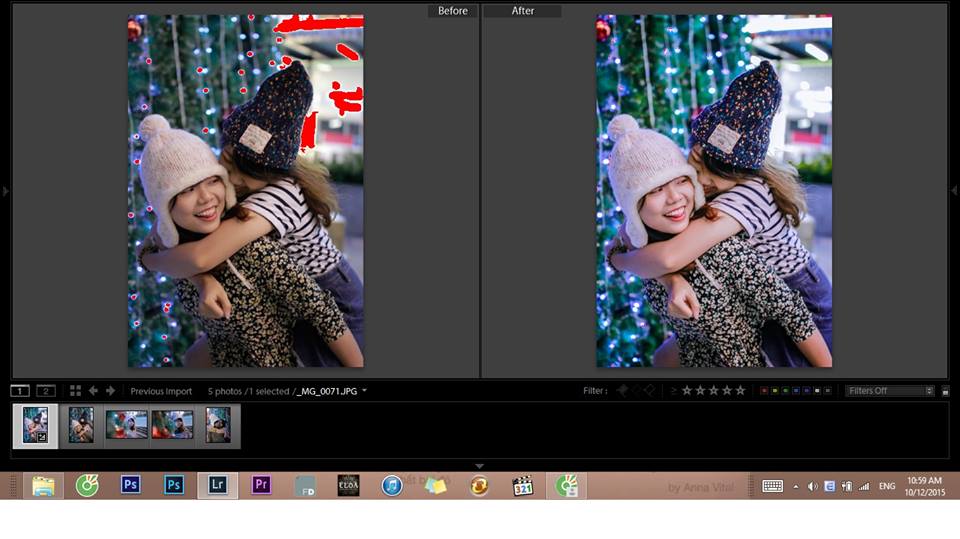 Before
After
1 2 Previous Import 5 photos /1 selected /_MG_0071.JPG Filter : Filters Off
Ps Ps Lr Pr FD 321 by Anna Vital ENG 10:59 AM
10/12/2015